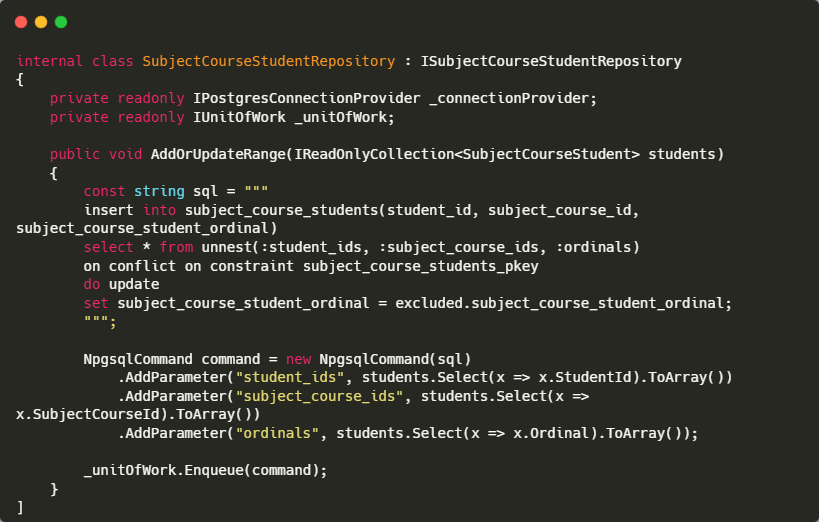 internal class SubjectCourseStudentRepository : ISubjectCourseStudentRepository
{
    private readonly IPostgresConnectionProvider _connectionProvider;
    private readonly IUnitOfWork _unitOfWork;

    public void AddOrUpdateRange(IReadOnlyCollection<SubjectCourseStudent> students)
    {
        const string sql = """
        insert into subject_course_students(student_id, subject_course_id,
subject_course_student_ordinal)
        select * from unnest(:student_ids, :subject_course_ids, :ordinals)
        on conflict on constraint subject_course_students_pkey
        do update
        set subject_course_student_ordinal = excluded.subject_course_student_ordinal;
        """;

        NpgsqlCommand command = new NpgsqlCommand(sql)
            .AddParameter("student_ids", students.Select(x => x.StudentId).ToArray())
            .AddParameter("subject_course_ids", students.Select(x =>
x.SubjectCourseId).ToArray())
            .AddParameter("ordinals", students.Select(x => x.Ordinal).ToArray());

        _unitOfWork.Enqueue(command);
    }
]